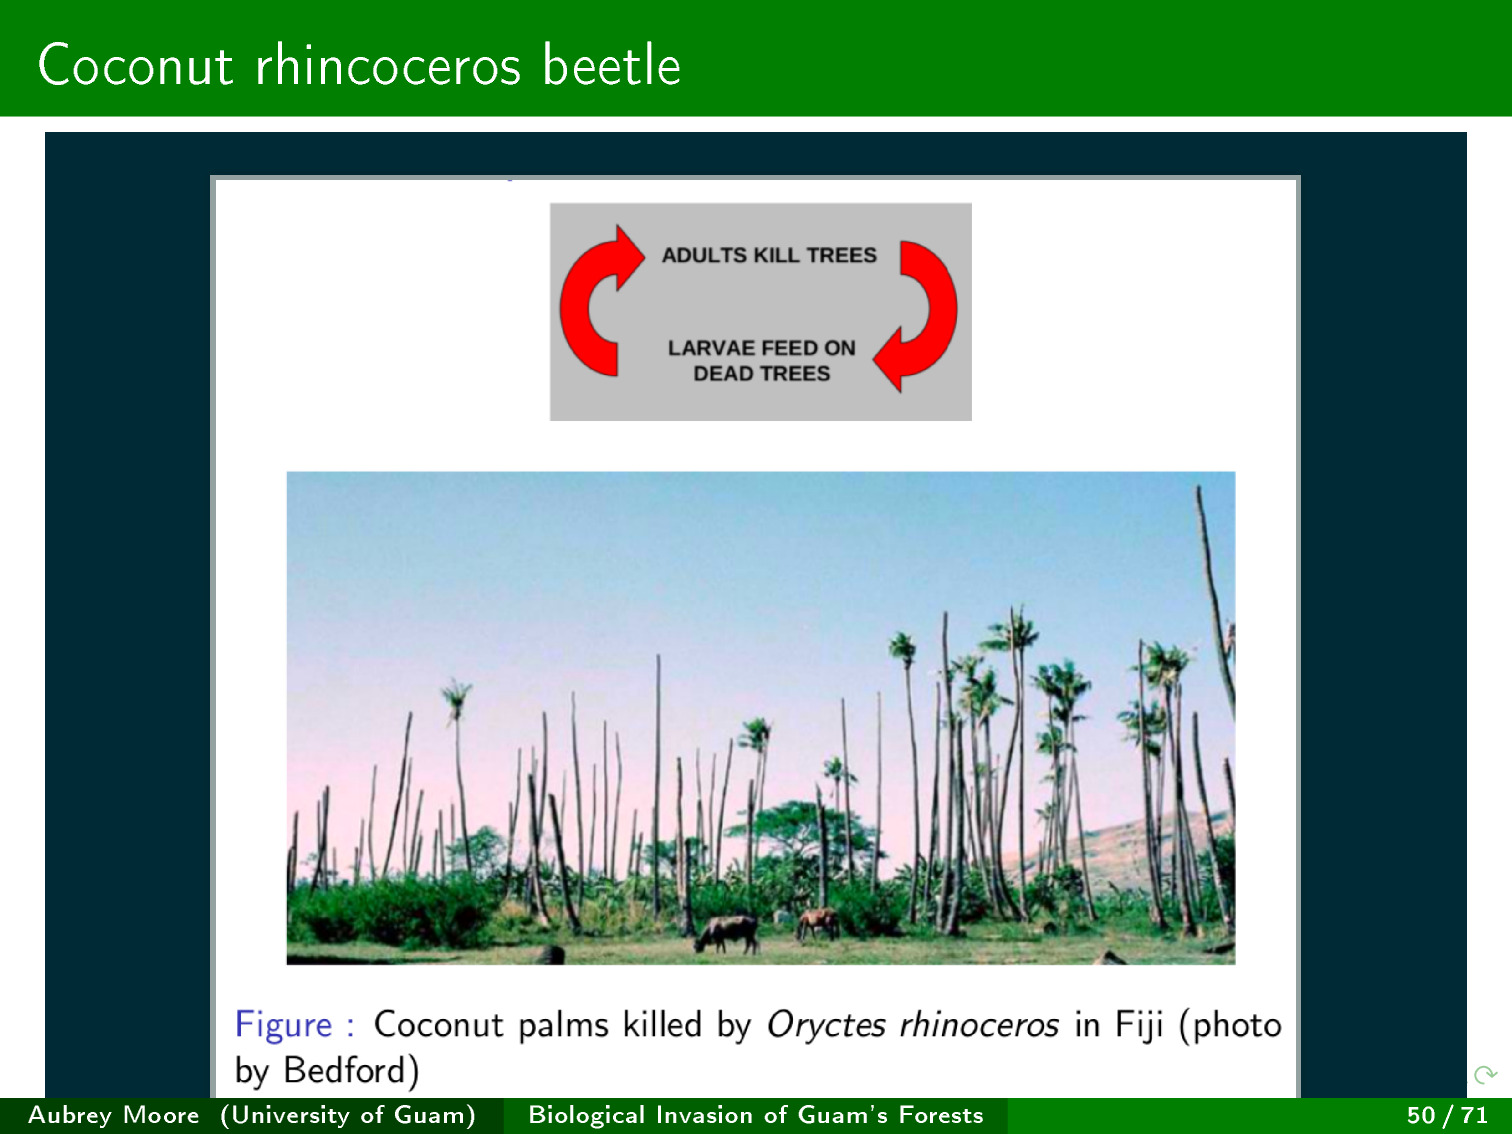 Coconut rhincoceros beetle
ADULTS KILL TREES
LARVAE FEED ON
DEAD TREES
Figure : Coconut palms killed by Oryctes rhinoceros in Fiji (photo
by Bedford)
Aubrey Moore (University of Guam) Biological Invasion of Guam's Forests 50 / 71